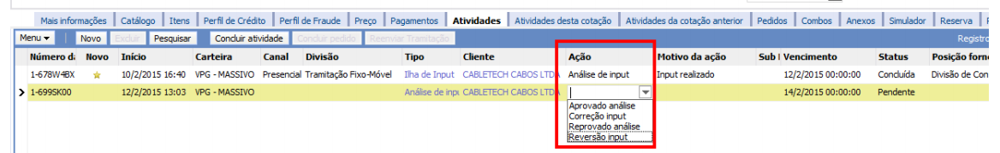 Mais informações Catálogo Itens Perfil de Crédito Perfil de Fraude Preço Pagamentos Atividades Atividades desta cotação Atividades da cotação anterior Pedidos Combos Anexos Simulador Reserva
Menu Novo Excluir Pesquisar Concluir atividade Concluir pedido Reenviar Tramitação Registro
Número da Novo Início Carteira Canal Divisão Tipo Cliente Ação Motivo da ação Sub Vencimento Status Posição forne
1-678W4BX 10/2/2015 16:40 VPG - MASSIVO Presencial Tramitação Fixo-Móvel Ilha de Input CABLETECH CABOS LTDA Análise de input Input realizado 12/2/2015 00:00:00 Concluída Divisão de Con
1-699SK00 12/2/2015 13:03 VPG - MASSIVO Análise de inpu CABLETECH CABOS LTDA 14/2/2015 00:00:00 Pendente
Aprovado análise
Correção input
Reprovado análise
Reversão input